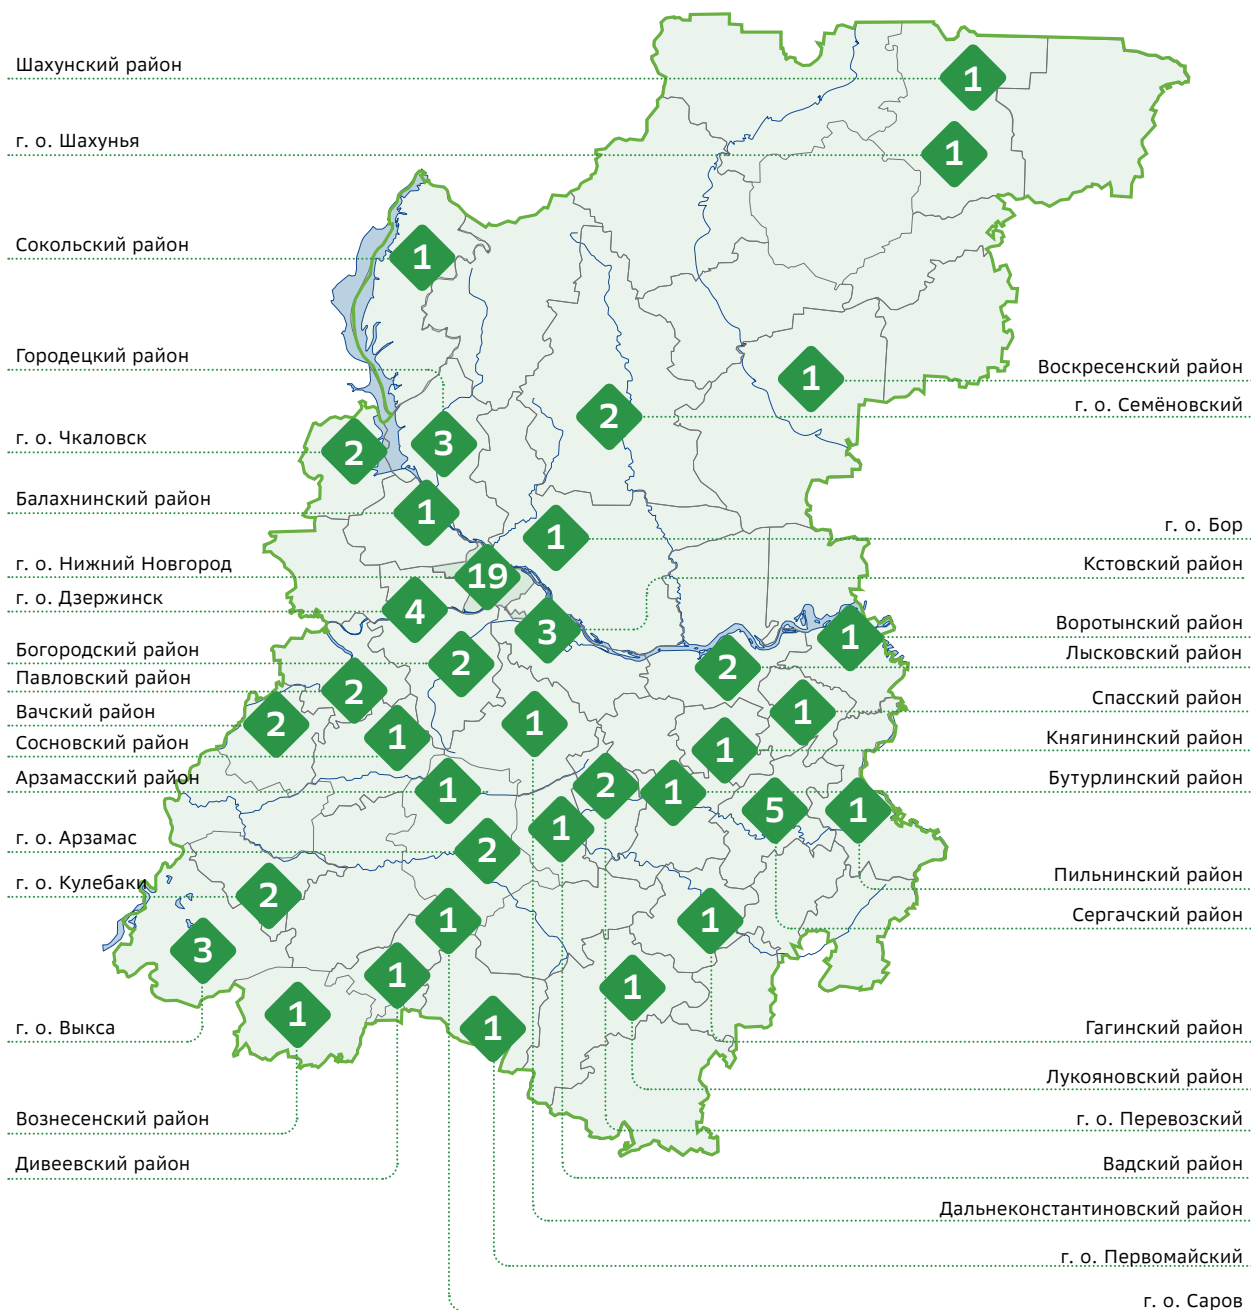 Шахунский район
1
г. о. Шахунья
1
Сокольский район
1
Городецкий район
Воскресенский район
1
г. о. Семёновский
2
г. о. Чкаловск
2
3
Балахнинский район
1
г. о. Бор
1
г. о. Нижний Новгород
19
Кстовский район
3
г. о. Дзержинск
4
Воротынский район
1
Богородский район
2
Лысковский район
2
Павловский район
2
Вачский район
2
Спасский район
1
Сосновский район
1
1
Княгининский район
1
Арзамасский район
1
Бутурлинский район
1
2
5
1
г. о. Арзамас
2
1
г. о. Кулебаки
2
Пильнинский район
Сергачский район
1
1
3
1
1
г. о. Выкса
1
1
Гагинский район
Лукояновский район
Вознесенский район
г. о. Перевозский
Дивеевский район
Вадский район
Дальнеконстантиновский район
г. о. Первомайский
г. о. Саров